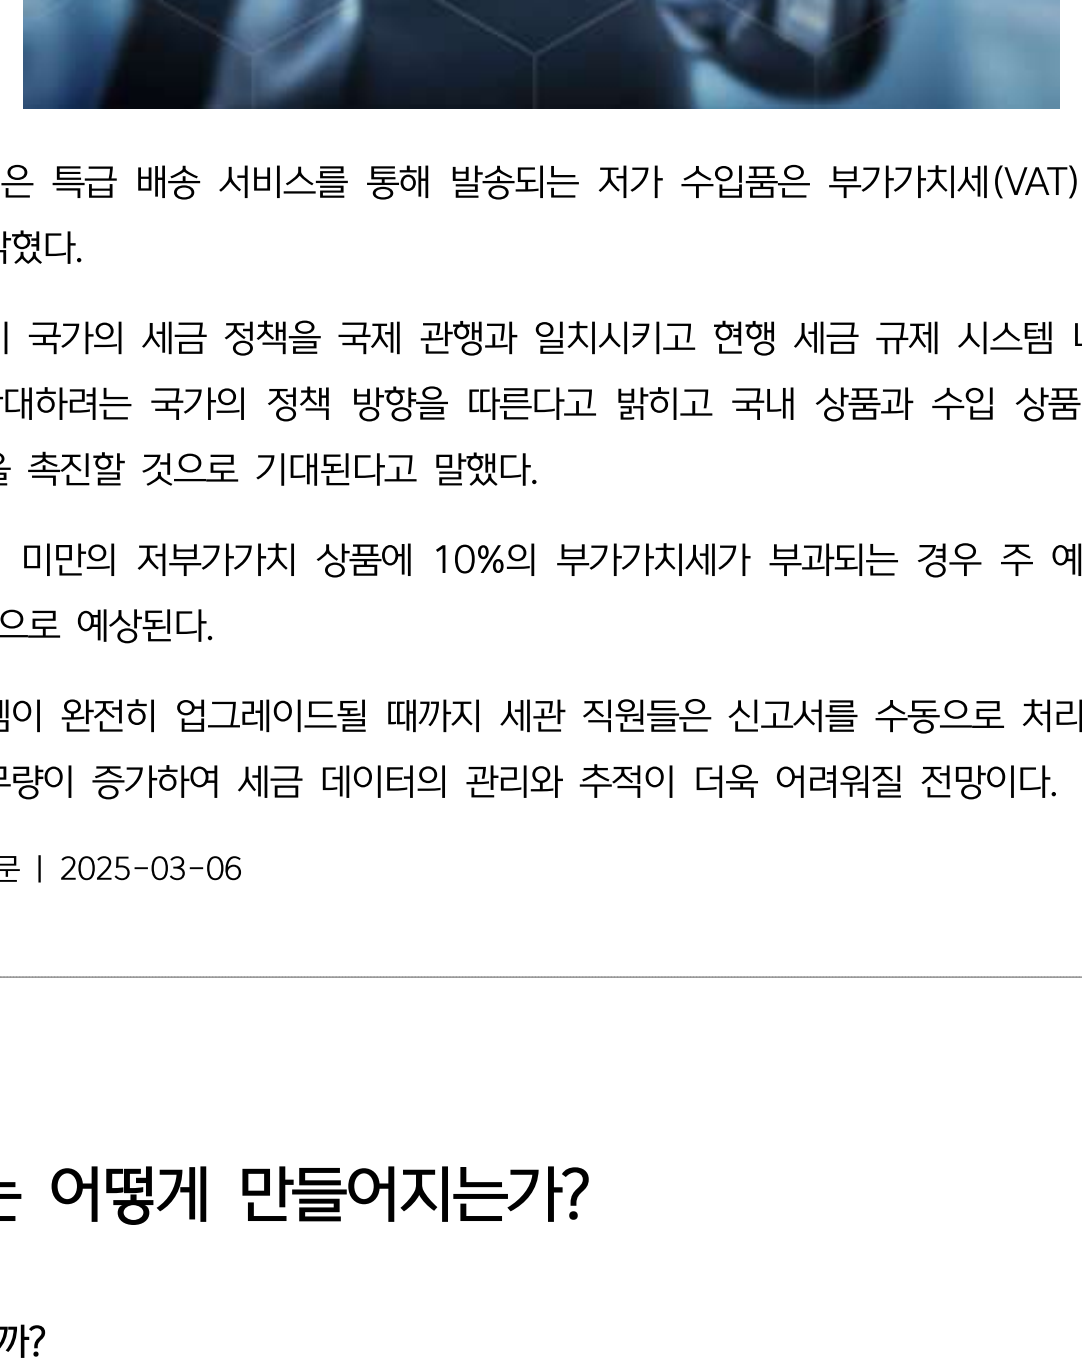 은 특급 배송 서비스를 통해 발송되는 저가 수입품은 부가가치세(VAT)
혔다.
국가의 세금 정책을 국제 관행과 일치시키고 현행 세금 규제 시스템
대하려는 국가의 정책 방향을 따른다고 밝히고 국내 상품과 수입 상품
을 촉진할 것으로 기대된다고 말했다.
미만의 저부가가치 상품에 10%의 부가가치세가 부과되는 경우 주 예
으로 예상된다.
템이 완전히 업그레이드될 때까지 세관 직원들은 신고서를 수동으로 처리
무량이 증가하여 세금 데이터의 관리와 추적이 더욱 어려워질 전망이다.
문 | 2025-03-06
는 어떻게 만들어지는가?
까?